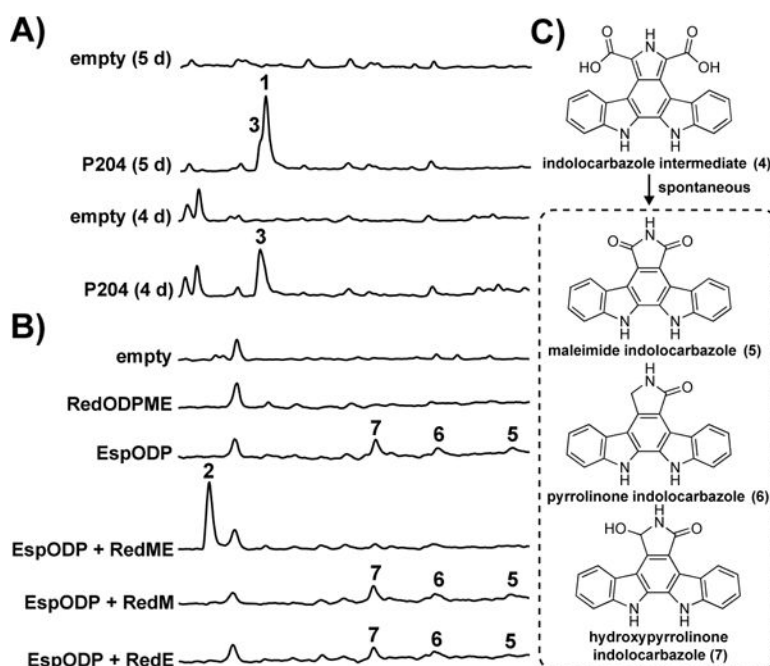 A)
empty (5 d)
1
3
P204 (5 d)
empty (4 d)
3
P204 (4 d)
B)
empty
RedODPME
EspODP
7
6
5
2
EspODP + RedME
EspODP + RedM
7
6
5
EspODP + RedE
7
6
5
C)
H
N
O
O
HO
OH
N
H
N
H
indolocarbazole intermediate (4)
spontaneous
H
N
O
O
N
H
N
H
maleimide indolocarbazole (5)
H
N
O
N
H
N
H
pyrrolinone indolocarbazole (6)
H
HO
N
O
N
H
N
H
hydroxypyrrolinone
indolocarbazole (7)